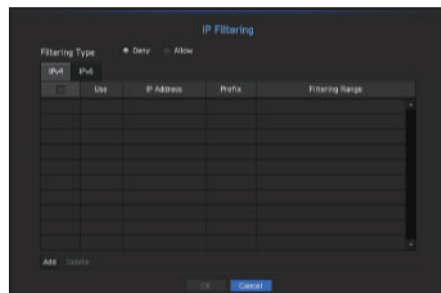 IP Filtering
Filtering Type Deny Allow
IPv4 IPv6
Use IP Address Prefix Filtering Range
Add Delete
OK Cancel